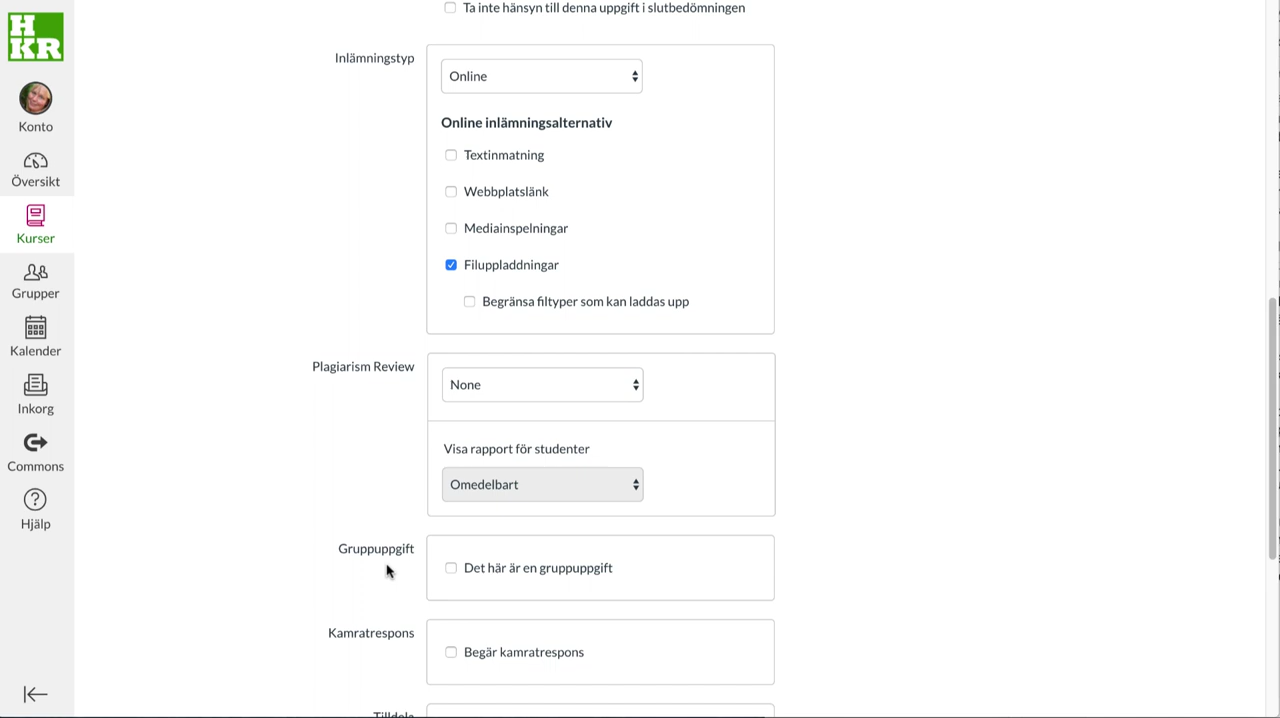 Ta inte hänsyn till denna uppgift i slutbedömningen
H
KR
Konto
Översikt
Kurser
Grupper
Kalender
Inkorg
Commons
Hjälp
Inlämningstyp
Online
Online inlämningsalternativ
Textinmatning
Webbplatslänk
Mediainspelningar
Filuppladdningar
Begränsa filtyper som kan laddas upp
Plagiarism Review
None
Visa rapport för studenter
Omedelbart
Gruppuppgift
Det här är en gruppuppgift
Kamratrespons
Begär kamratrespons
Tilldela